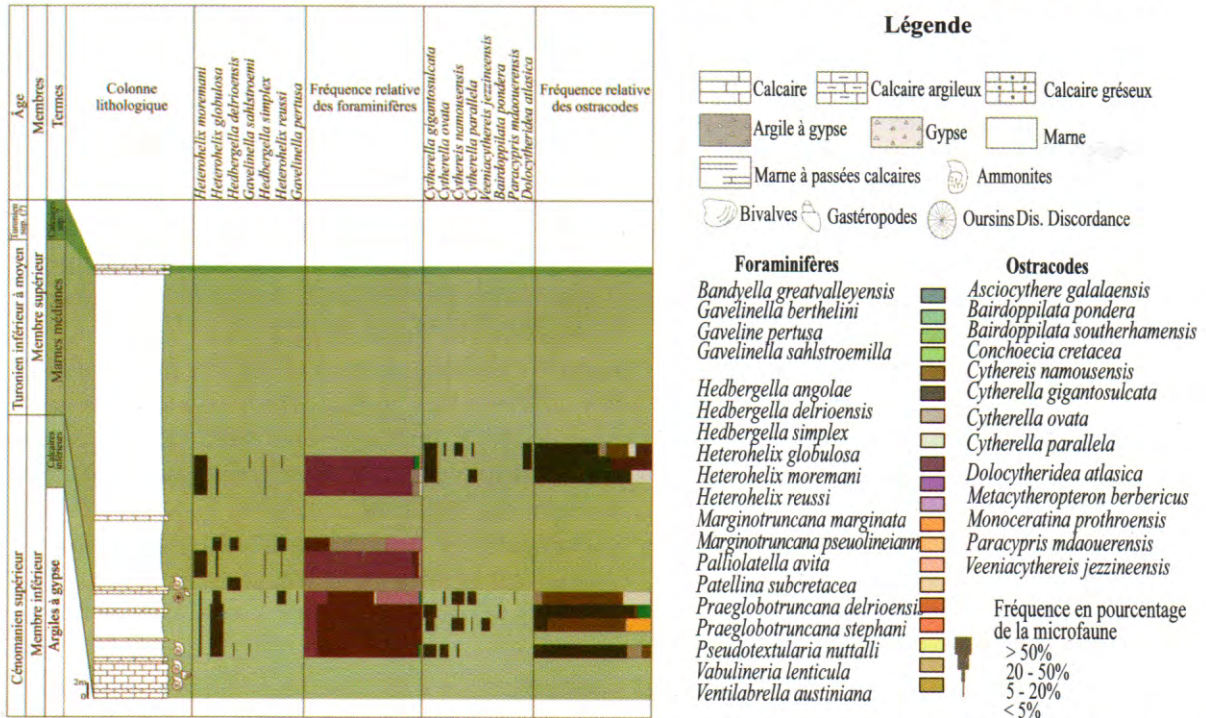 Âge
Membres
Termes
Colonne
lithologique
Heterohelix moremani
Heterohelix globulosa
Hedbergella delrioensis
Gavelinella sahlstroemi
Hedbergella simplex
Heterohelix reussi
Gavelinella pertusa
Fréquence relative
des foraminifères
Cytherella gigantosulcata
Cytherella ovata
Cythereis namousensis
Cytherella parallela
Veeniacythereis jezzineensis
Bairdoppilata pondera
Paracypris mdaouerensis
Dolocytheridea atlasica
Fréquence relative
des ostracodes
Turonien
sup. (?)
Turonien inférieur à moyen
Membre supérieur
Marnes médianes
Calcaires
inférieures
Cénomanien supérieur
Membre inférieur
Argiles à gypse
2m
0
Légende
Calcaire
Calcaire argileux
Calcaire gréseux
Argile à gypse
Gypse
Marne
Marne à passées calcaires
Ammonites
Bivalves
Gastéropodes
Oursins Dis. Discordance
Foraminifères
Bandyella greatvalleyensis
Gavelinella berthelini
Gaveline pertusa
Gavelinella sahlstroemilla
Hedbergella angolae
Hedbergella delrioensis
Hedbergella simplex
Heterohelix globulosa
Heterohelix moremani
Heterohelix reussi
Marginotruncana marginata
Marginotruncana pseuolineiann
Palliolatella avita
Patellina subcretacea
Praeglobotruncana delrioensis
Praeglobotruncana stephani
Pseudotextularia nuttalli
Vabulineria lenticula
Ventilabrella austiniana
Ostracodes
Asciocythere galalaensis
Bairdoppilata pondera
Bairdoppilata southerhamensis
Conchoecia cretacea
Cythereis namousensis
Cytherella gigantosulcata
Cytherella ovata
Cytherella parallela
Dolocytheridea atlasica
Metacytheropteron berbericus
Monoceratina prothroensis
Paracypris mdaouerensis
Veeniacythereis jezzineensis
Fréquence en pourcentage
de la microfaune
> 50%
20 - 50%
5 - 20%
< 5%